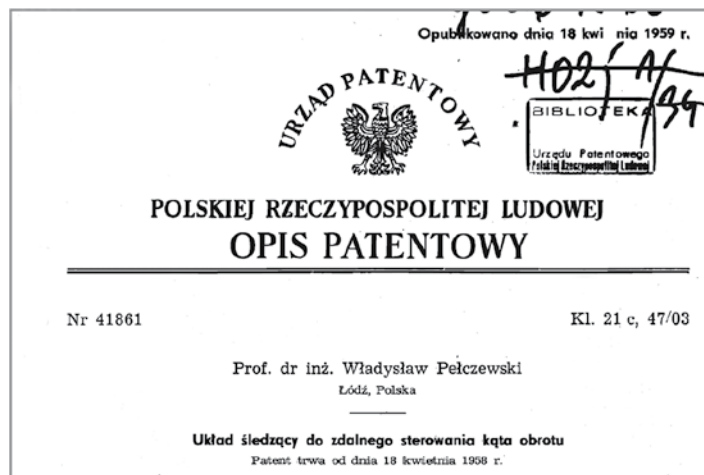 Opublikowano dnia 18 kwi nia 1959 r.
H02j
URZĄD PATENTOWY
BIBLIOTEKA
Urzędu Patentowego
Polskiej Rzeczypospolitej Ludowej
POLSKIEJ RZECZYPOSPOLITEJ LUDOWEJ
OPIS PATENTOWY
Nr 41861
Kl. 21 c, 47/03
Prof. dr inż. Władysław Pełczewski
Łódź, Polska
Układ śledzący do zdalnego sterowania kąta obrotu
Patent trwa od dnia 18 kwietnia 1958 r.